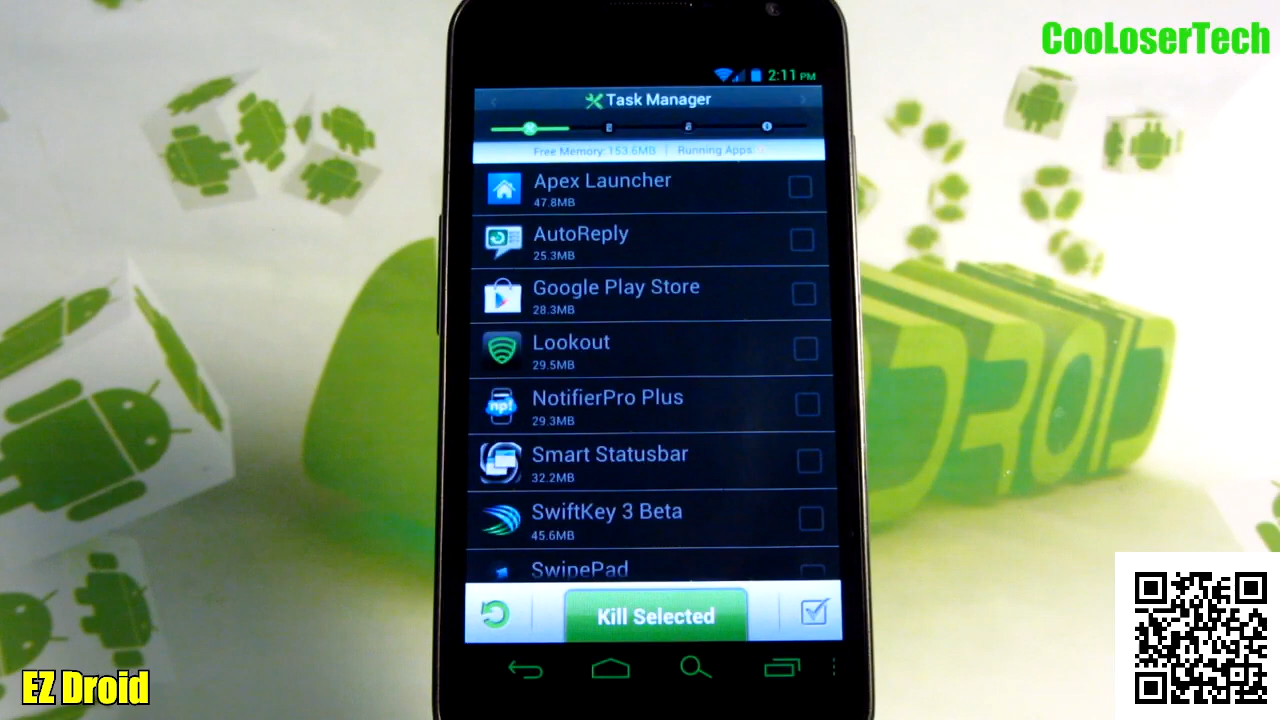 CooLoserTech
2:11 PM
Task Manager
Free Memory: 153.6MB | Running Apps:
Apex Launcher
47.8MB
AutoReply
25.3MB
Google Play Store
28.3MB
Lookout
29.5MB
np!
NotifierPro Plus
29.3MB
Smart Statusbar
32.2MB
SwiftKey 3 Beta
45.6MB
SwipePad
Kill Selected
DROID
EZ Droid